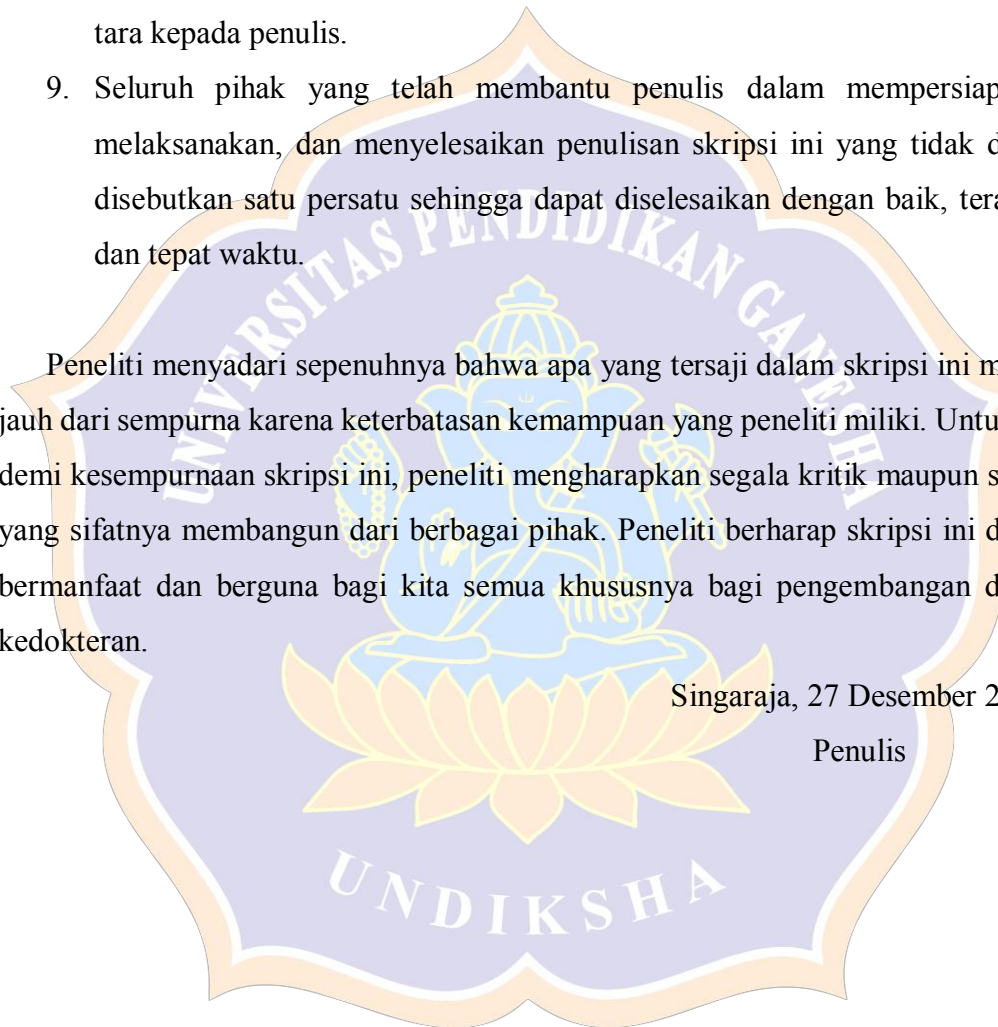 tara kepada penulis.
9. Seluruh pihak yang telah membantu penulis dalam mempersiap
melaksanakan, dan menyelesaikan penulisan skripsi ini yang tidak d
disebutkan satu persatu sehingga dapat diselesaikan dengan baik, tera
dan tepat waktu.
UNIVERSITAS PENDIDIKAN GANESHA
Peneliti menyadari sepenuhnya bahwa apa yang tersaji dalam skripsi ini m
jauh dari sempurna karena keterbatasan kemampuan yang peneliti miliki. Untu
demi kesempurnaan skripsi ini, peneliti mengharapkan segala kritik maupun s
yang sifatnya membangun dari berbagai pihak. Peneliti berharap skripsi ini d
bermanfaat dan berguna bagi kita semua khususnya bagi pengembangan d
kedokteran.
Singaraja, 27 Desember 2
Penulis
UNDIKSHA